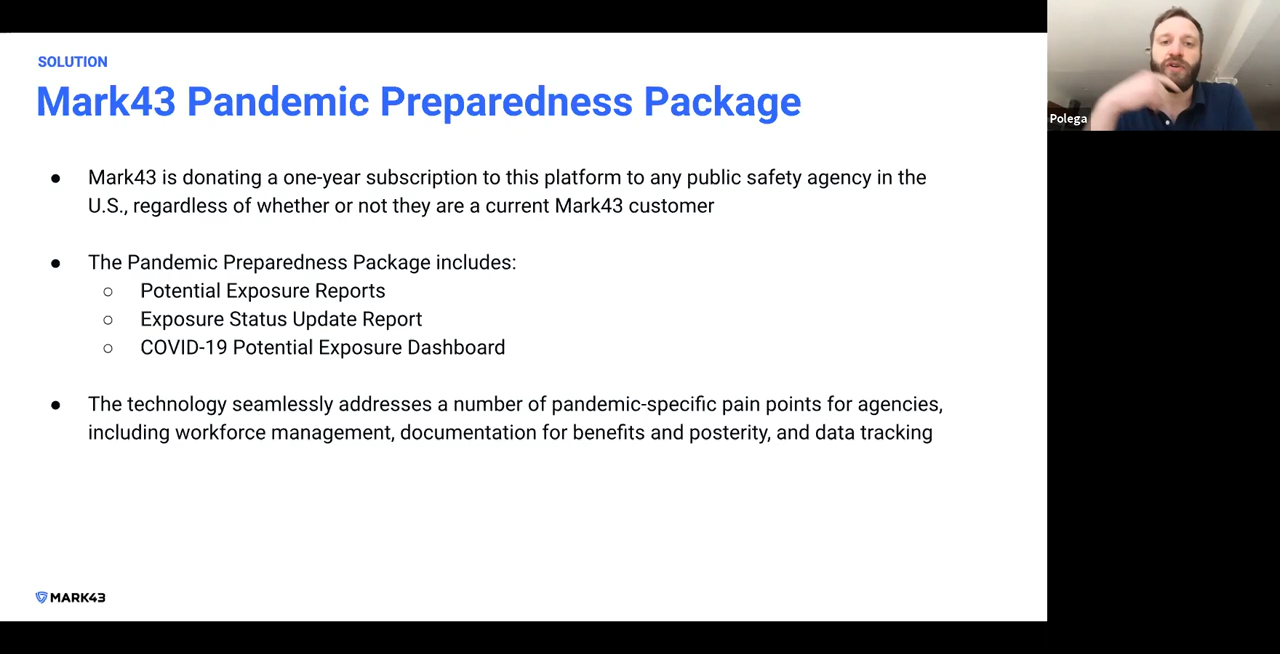 SOLUTION
Mark43 Pandemic Preparedness Package
● Mark43 is donating a one-year subscription to this platform to any public safety agency in the
U.S., regardless of whether or not they are a current Mark43 customer
● The Pandemic Preparedness Package includes:
○ Potential Exposure Reports
○ Exposure Status Update Report
○ COVID-19 Potential Exposure Dashboard
● The technology seamlessly addresses a number of pandemic-specific pain points for agencies,
including workforce management, documentation for benefits and posterity, and data tracking
MARK43
Polega